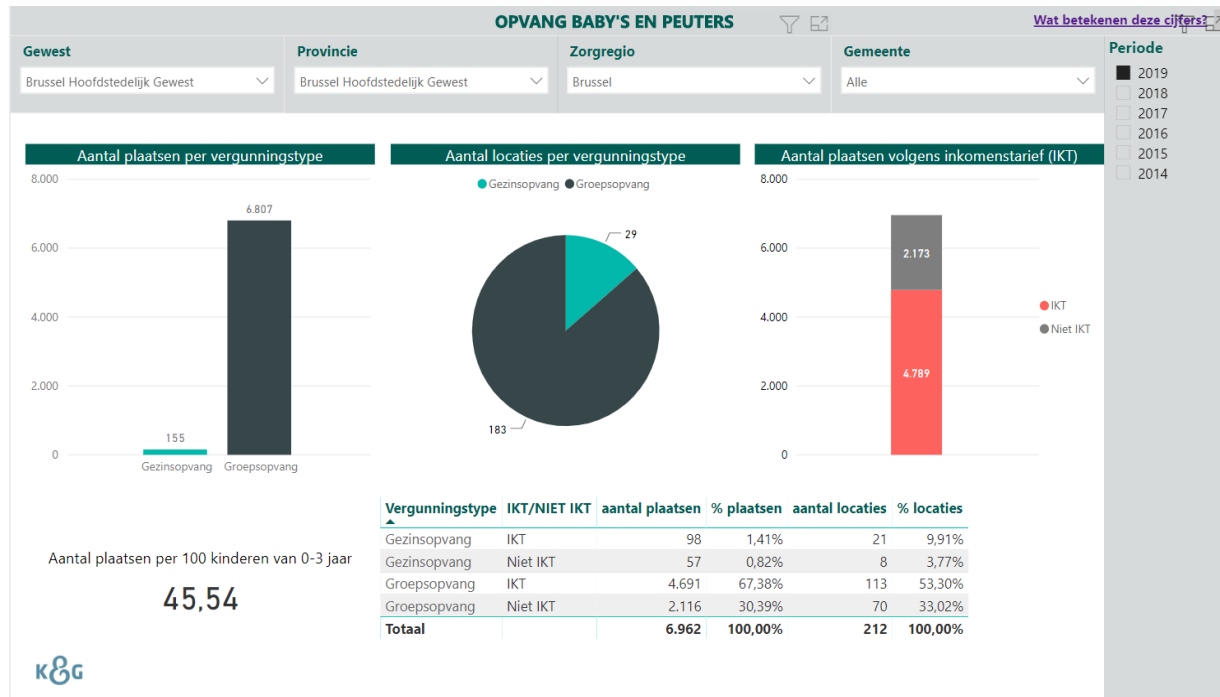 OPVANG BABY'S EN PEUTERS
Wat betekenen deze cijfers?
Gewest
Brussel Hoofdstedelijk Gewest
Provincie
Brussel Hoofdstedelijk Gewest
Zorgregio
Brussel
Gemeente
Alle
Periode
2019
2018
2017
2016
2015
2014
Aantal plaatsen per vergunningstype
8.000
6.000
4.000
2.000
0
155
6.807
Gezinsopvang
Groepsopvang
Aantal locaties per vergunningstype
Gezinsopvang Groepsopvang
29
183
Aantal plaatsen volgens inkomenstarief (IKT)
8.000
6.000
4.000
2.000
0
2.173
4.789
IKT
Niet IKT
Aantal plaatsen per 100 kinderen van 0-3 jaar
45,54
Vergunningstype IKT/NIET IKT aantal plaatsen % plaatsen aantal locaties % locaties
Gezinsopvang IKT 98 1,41% 21 9,91%
Gezinsopvang Niet IKT 57 0,82% 8 3,77%
Groepsopvang IKT 4.691 67,38% 113 53,30%
Groepsopvang Niet IKT 2.116 30,39% 70 33,02%
Totaal 6.962 100,00% 212 100,00%
K&G